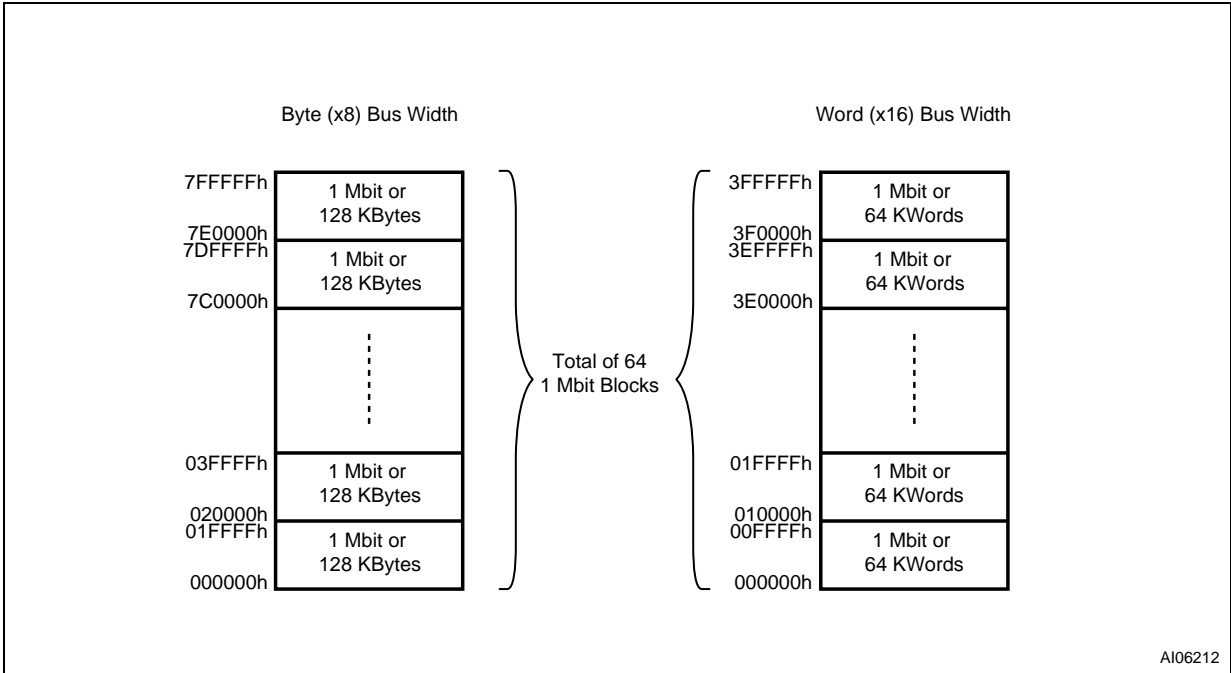 Byte (x8) Bus Width
Word (x16) Bus Width
7FFFFFh
1 Mbit or
128 KBytes
7E0000h
7DFFFFh
1 Mbit or
128 KBytes
7C0000h
03FFFFh
1 Mbit or
128 KBytes
020000h
01FFFFh
1 Mbit or
128 KBytes
000000h
Total of 64
1 Mbit Blocks
3FFFFFh
1 Mbit or
64 KWords
3F0000h
3EFFFFh
1 Mbit or
64 KWords
3E0000h
01FFFFh
1 Mbit or
64 KWords
010000h
00FFFFh
1 Mbit or
64 KWords
000000h
AI06212